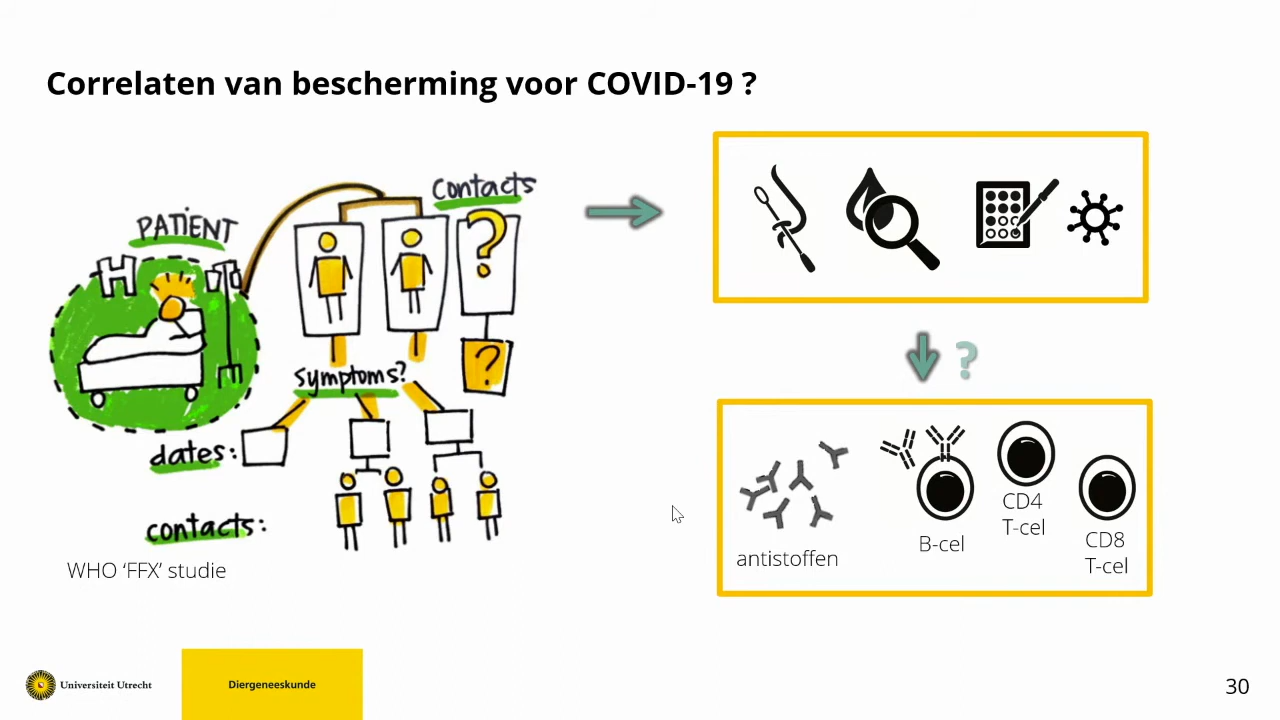 Correlaten van bescherming voor COVID-19 ?
contacts
PATIENT
H
?
?
symptoms?
dates:
contacts:
WHO ‘FFX’ studie
?
antistoffen
B-cel
CD4
T-cel
CD8
T-cel
Universiteit Utrecht
Diergeneeskunde
30